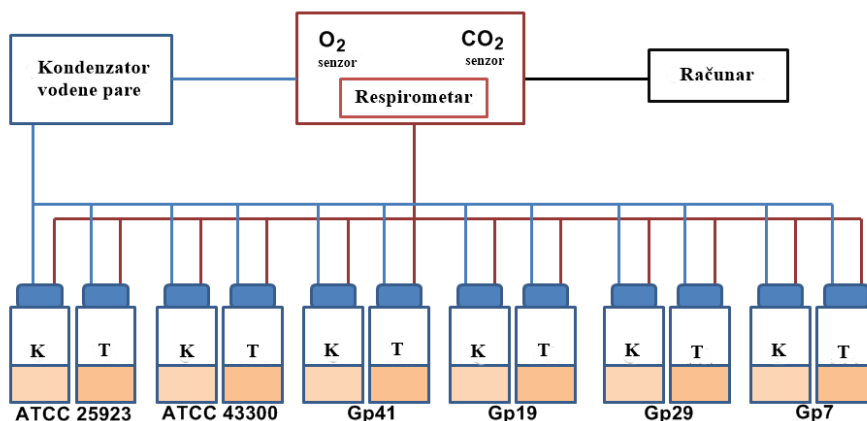 Kondenzator
vodene pare
O2
senzor
CO2
senzor
Respirometar
Računar
K T K T K T K T K T K T
ATCC 25923 ATCC 43300 Gp41 Gp19 Gp29 Gp7